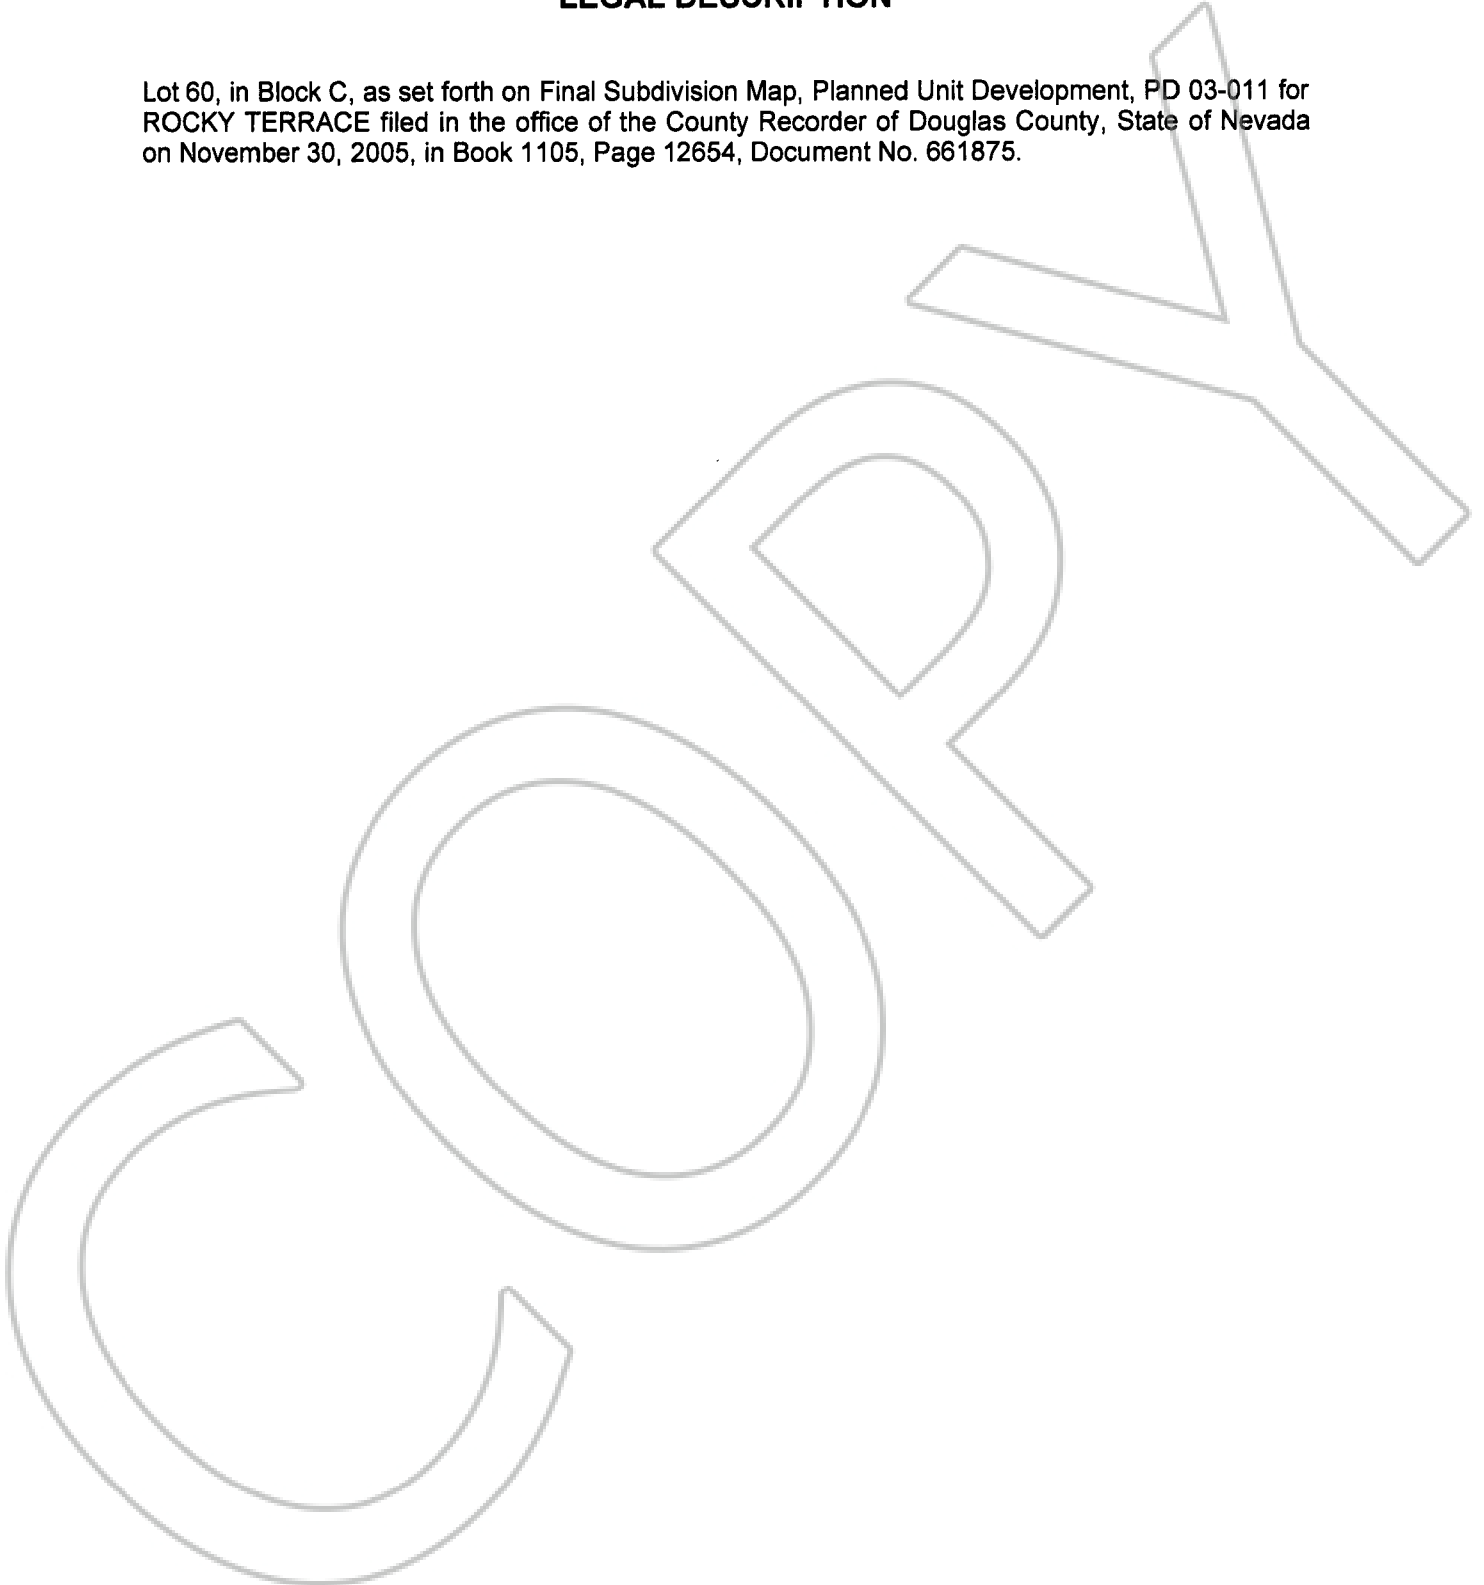 LEGAL DESCRIPTION
Lot 60, in Block C, as set forth on Final Subdivision Map, Planned Unit Development, PD 03-011 for
ROCKY TERRACE filed in the office of the County Recorder of Douglas County, State of Nevada
on November 30, 2005, in Book 1105, Page 12654, Document No. 661875.
COPY